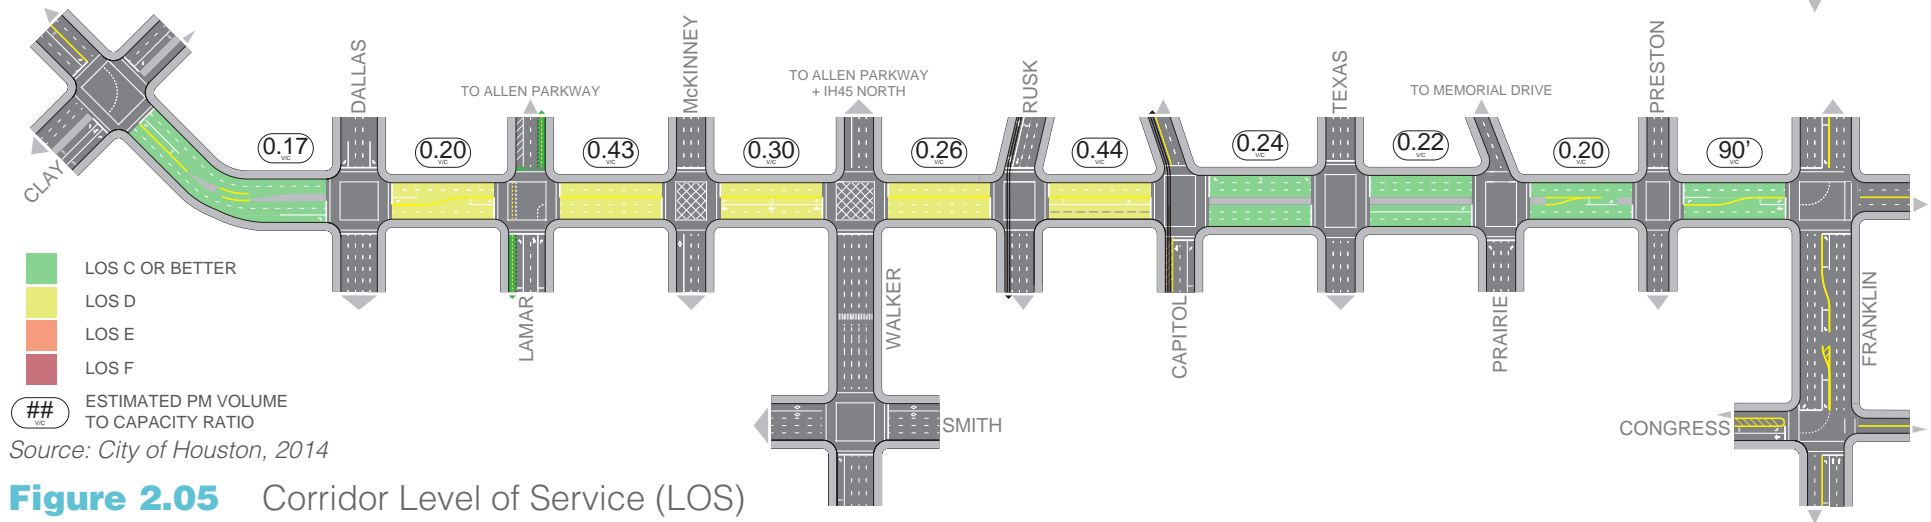 CLAY
DALLAS
TO ALLEN PARKWAY
McKINNEY
TO ALLEN PARKWAY
+ IH45 NORTH
RUSK
TEXAS
TO MEMORIAL DRIVE
PRESTON
0.17
V/C
0.20
V/C
0.43
V/C
0.30
V/C
0.26
V/C
0.44
V/C
0.24
V/C
0.22
V/C
0.20
V/C
90'
V/C
LAMAR
WALKER
CAPITOL
PRAIRIE
FRANKLIN
SMITH
CONGRESS
LOS C OR BETTER
LOS D
LOS E
LOS F
##
V/C
ESTIMATED PM VOLUME
TO CAPACITY RATIO
Source: City of Houston, 2014
Figure 2.05 Corridor Level of Service (LOS)